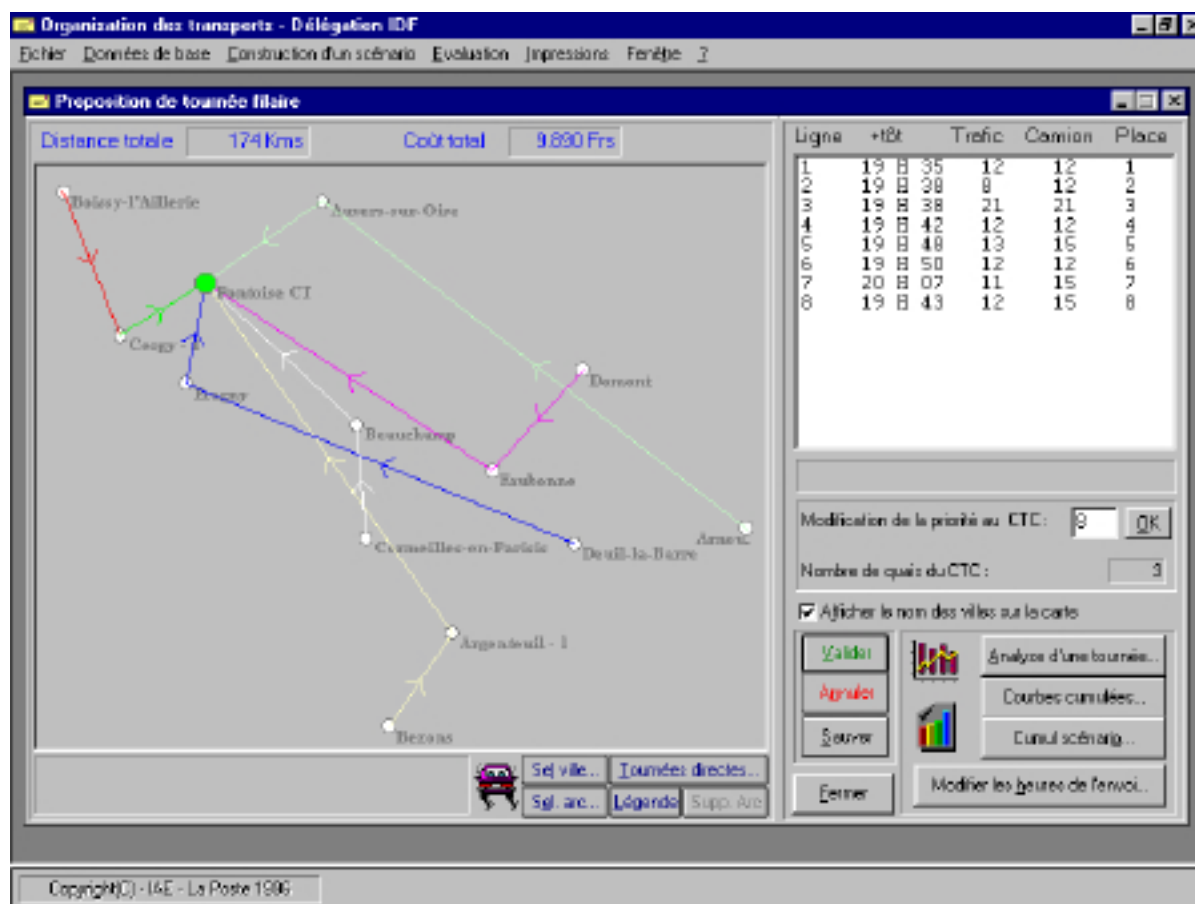 Organization des transports - Délégation IDF
Fichier Données de base Construction d'un scénario Evaluation Impressions Fenêtre ?
Proposition de tournée filaire
Distance totale 174 Kms Coût total 9.890 Frs
Ligne +tôt Trafic Camion Place
1 19 H 35 12 12 1
2 19 H 38 8 12 2
3 19 H 38 21 21 3
4 19 H 42 12 12 4
5 19 H 48 13 15 5
6 19 H 50 12 12 6
7 20 H 07 11 15 7
8 19 H 43 12 15 8
Boissy-l'Aillerie
Auvers-sur-Oise
Pontoise CT
Cergy -
Eragny
Domont
Beauchamp
Eaubonne
Cormeilles-en-Parisis
Deuil-la-Barre
Argenteuil - 1
Bezons
Modification de la priorité au CTC : 8 OK
Nombre de quais du CTC : 3
Afficher le nom des villes sur la carte
Valider
Annuler
Sauver
Fermer
Analyse d'une tournée...
Courbes cumulées...
Cumul scénario...
Modifier les heures de l'envoi...
Sel ville... Tournées directes...
Sgl. arc... Légende Supp. Arc
Copyright(C) - IAE - La Poste 1996